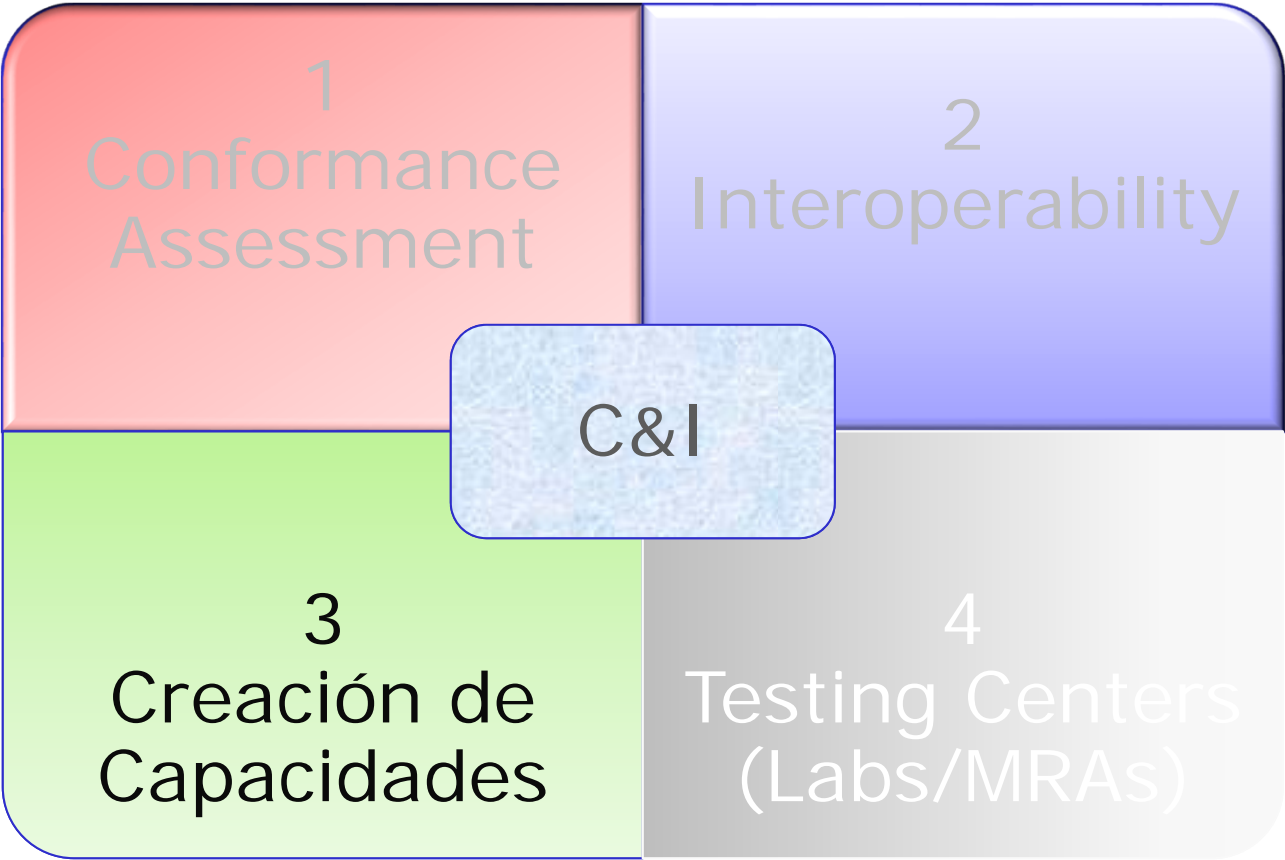 1
Conformance
Assessment
2
Interoperability
C&I
3
Creación de
Capacidades
4
Testing Centers
(Labs/MRAs)